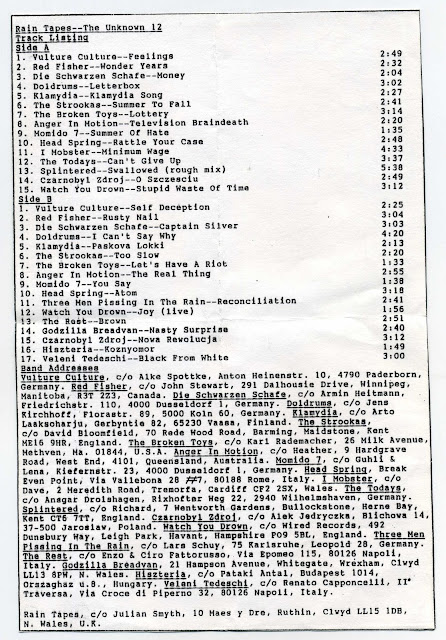 Rain Tapes--The Unknown 12
Track Listing
Side A
1. Vulture Culture--Feelings 2:49
2. Red Fisher--Wonder Years 2:32
3. Die Schwarzen Schafe--Money 2:04
4. Doldrums--Letterbox 3:02
5. Klamydia--Klamydia Song 2:27
6. The Strookas--Summer To Fall 2:41
7. The Broken Toys--Lottery 3:14
8. Anger In Motion--Television Braindeath 2:20
9. Momido 7--Summer Of Hate 1:35
10. Head Spring--Rattle Your Case 2:48
11. I Mobster--Minimum Wage 4:33
12. The Todays--Can't Give Up 3:37
13. Splintered--Swallowed (rough mix) 5:38
14. Czarnobyl Zdroj--O Szczesciu 2:49
15. Watch You Drown--Stupid Waste Of Time 3:12
Side B
1. Vulture Culture--Self Deception 2:25
2. Red Fisher--Rusty Nail 3:04
3. Die Schwarzen Schafe--Captain Silver 3:03
4. Doldrums--I Can't Say Why 4:20
5. Klamydia--Paskova Lokki 2:13
6. The Strookas--Too Slow 2:20
7. The Broken Toys--Let's Have A Riot 1:33
8. Anger In Motion--The Real Thing 2:55
9. Momido 7--You Say 1:38
10. Head Spring--Atom 3:18
11. Three Men Pissing In The Rain--Reconciliation 2:41
12. Watch You Drown--Joy (live) 1:56
13. The Rest--Brown 2:51
14. Godzilla Breadvan--Nasty Surprise 2:40
15. Czarnobyl Zdroj--Nowa Rewolucja 3:12
16. Hiszteria--Koznyomor 1:49
17. Veleni Tedeschi--Black From White 3:00
Band Addresses
Vulture Culture, c/o Alke Spottke, Anton Heinenstr. 10, 4790 Paderborn,
Germany. Red Fisher, c/o John Stewart, 291 Dalhousie Drive, Winnipeg,
Manitoba, R3T 2Z3, Canada. Die Schwarzen Schafe, c/o Armin Heitmann,
Friedrichstr. 110, 4000 Dusseldorf 1, Germany. Doldrums, c/o Jens
Kirchhoff, Florastr. 89, 5000 Koln 60, Germany. Klamydia, c/o Arto
Laaksoharju, Gerbyntie 82, 65230 Vaasa, Finland. The Strookas,
c/o David Bloomfield, 70 Rede Wood Road, Barming, Maidstone, Kent
ME16 9HR, England. The Broken Toys, c/o Kari Rademacher, 26 Milk Avenue,
Methven, Ma. 01844, U.S.A. Anger In Motion, c/o Heather, 9 Hardgrave
Road, West End, 4101, Queensland, Australia. Momido 7, c/o Guhli &
Lena, Kiefernstr. 23, 4000 Dusseldorf 1, Germany. Head Spring, Break
Even Point, Via Vallebona 28 7, 80188 Rome, Italy. I Mobster, c/o
Dave, 2 Meredith Road, Tremorfa, Cardiff CF2 2SX, Wales. The Todays,
c/o Ansgar Drolshagen, Rixhofter Weg 22, 2940 Wilhelmshaven, Germany.
Splintered, c/o Richard, 7 Wentworth Gardens, Bullockstone, Herne Bay,
Kent CT6 7TT, England. Czarnobyl Zdroj, c/o Alek Jedryczka, Blichowa 14,
37-500 Jaroslaw, Poland. Watch You Drown, c/o Wired Records, 492
Dunsbury Way, Leigh Park, Havant, Hampshire PO9 5BL, England. Three Men
Pissing In The Rain, c/o Lars Schuy, 75 Karlsruhe, Leopold 28, Germany.
The Rest, c/o Enzo & Ciro Pattorusao, Via Epomeo 115, 80126 Napoli,
Italy. Godzilla Breadvan, 21 Hampson Avenue, Whitegate, Wrexham, Clwyd
LL13 8PW, N. Wales. Hiszteria, c/o Pataki Antal, Budapest 1014,
Orszaghaz u.8., Hungary. Veleni Tedeschi, c/o Renato Capponcelli, II*
Traversa, Via Croce di Piperno 32, 80126 Napoli, Italy.
Rain Tapes, c/o Julian Smyth, 10 Maes y Dre, Ruthin, Clwyd LL15 1DB,
N. Wales, U.K.